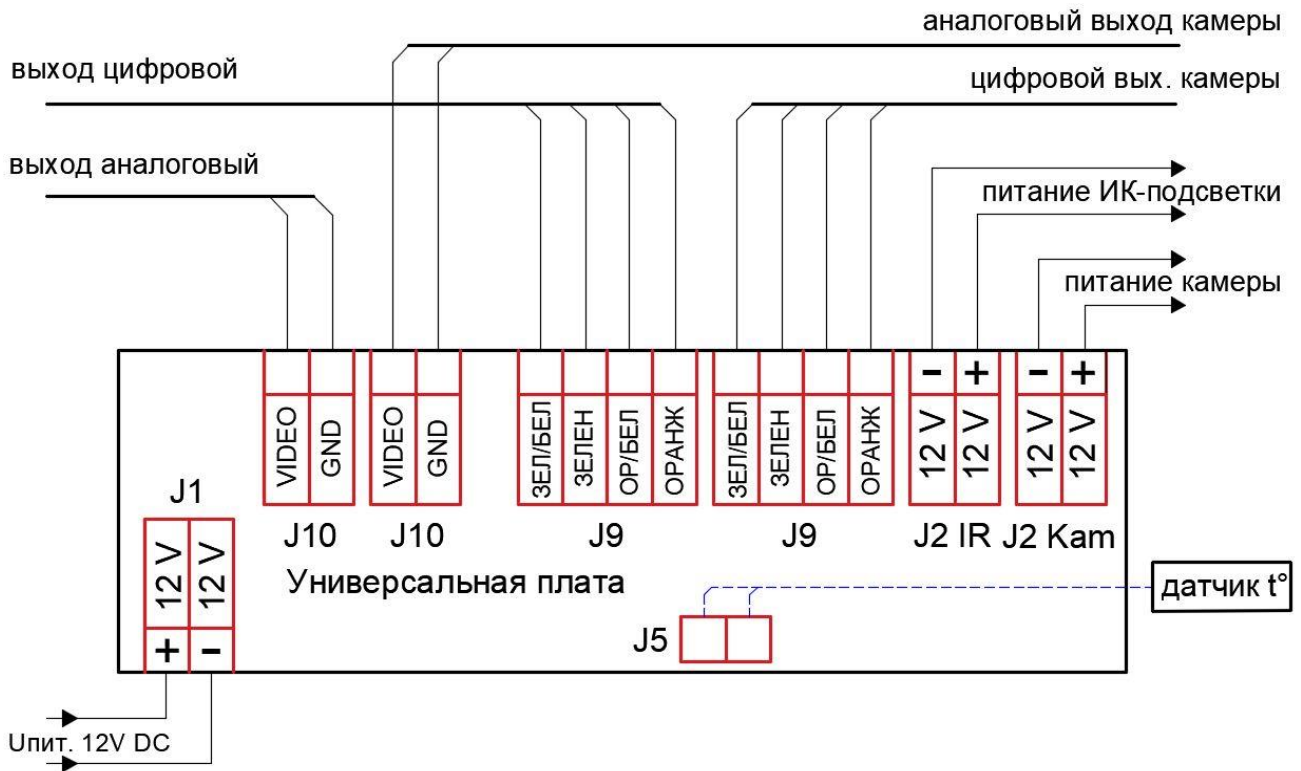 аналоговый выход камеры
выход цифровой
цифровой вых. камеры
выход аналоговый
питание ИК-подсветки
питание камеры
- + - +
VIDEO GND VIDEO GND ЗЕЛ/БЕЛ ЗЕЛЕН ОР/БЕЛ ОРАНЖ ЗЕЛ/БЕЛ ЗЕЛЕН ОР/БЕЛ ОРАНЖ 12 V 12 V 12 V 12 V
J1
J10 J10 J9 J9 J2 IR J2 Kam
12 V 12 V
Универсальная плата
датчик t°
J5
+ -
Uпит. 12V DC